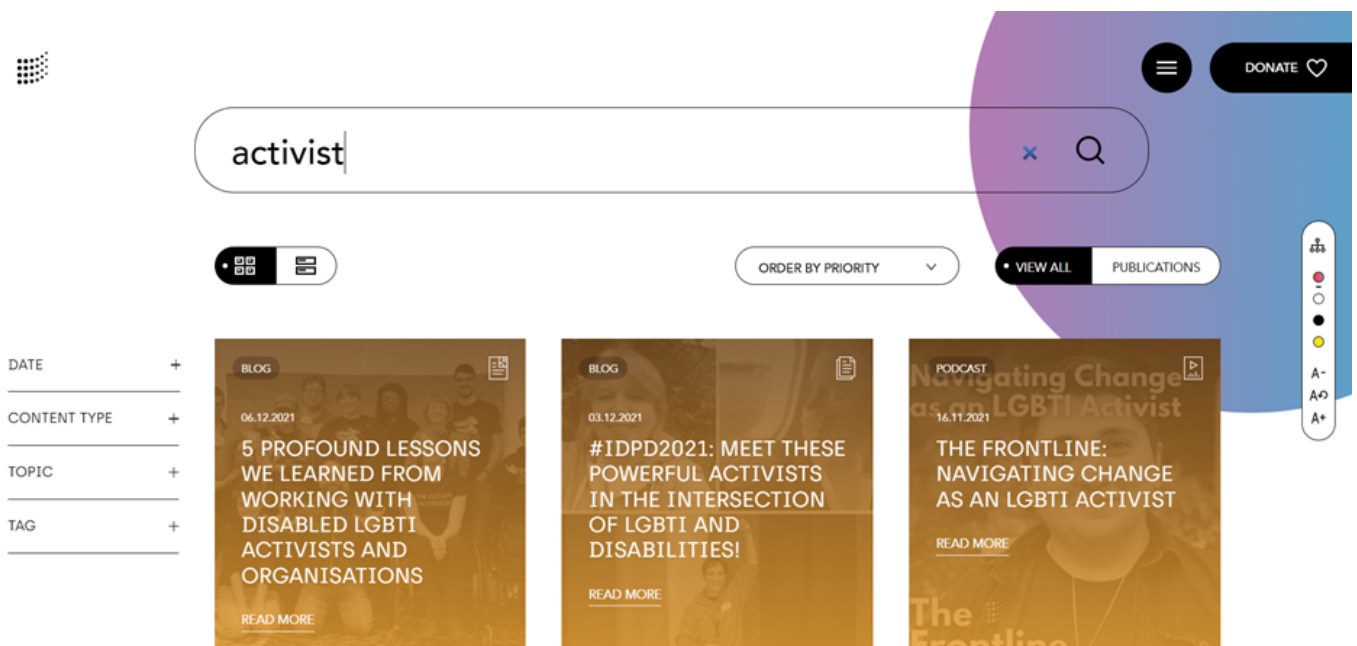 DONATE
activist
ORDER BY PRIORITY
VIEW ALL
PUBLICATIONS
DATE
CONTENT TYPE
TOPIC
TAG
BLOG
06.12.2021
5 PROFOUND LESSONS
WE LEARNED FROM
WORKING WITH
DISABLED LGBTI
ACTIVISTS AND
ORGANISATIONS
READ MORE
BLOG
03.12.2021
#IDPD2021: MEET THESE
POWERFUL ACTIVISTS
IN THE INTERSECTION
OF LGBTI AND
DISABILITIES!
READ MORE
PODCAST
Navigating Change
as an LGBTI Activist
16.11.2021
THE FRONTLINE:
NAVIGATING CHANGE
AS AN LGBTI ACTIVIST
READ MORE
The
Frontline
A-
A
A+